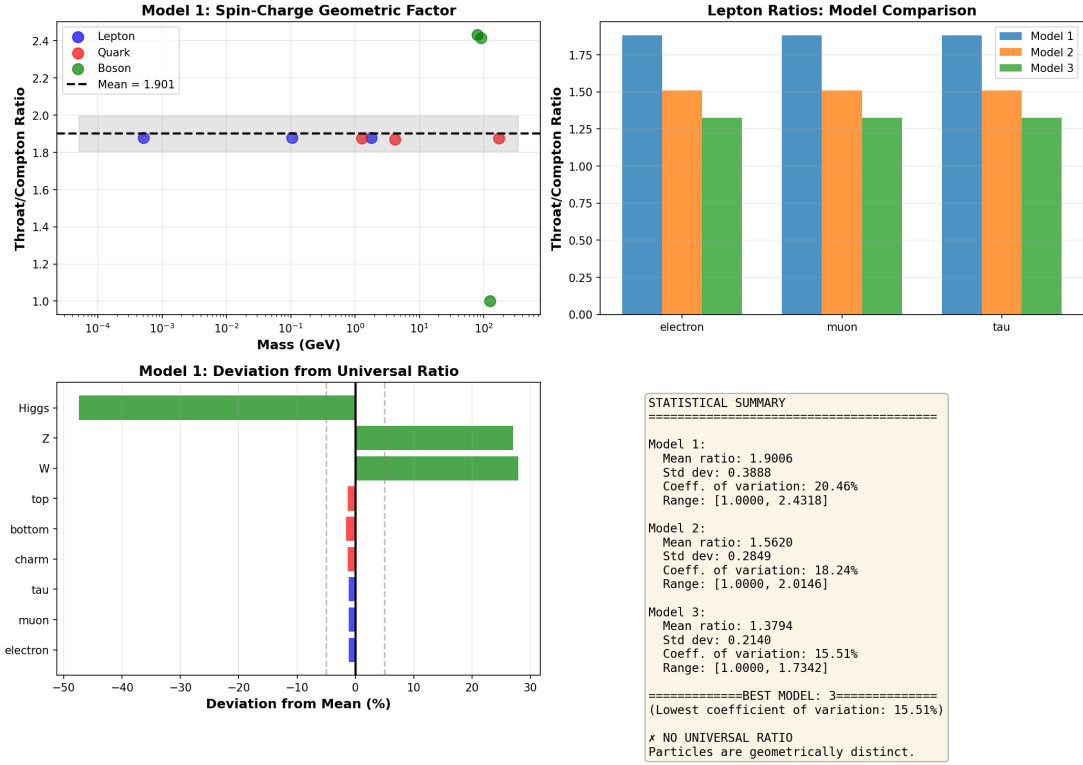 Model 1: Spin-Charge Geometric Factor
Throat/Compton Ratio
2.4
2.2
2.0
1.8
1.6
1.4
1.2
1.0
Lepton
Quark
Boson
Mean = 1.901
10⁻⁴
10⁻³
10⁻²
10⁻¹
10⁰
10¹
10²
Mass (GeV)
Lepton Ratios: Model Comparison
Throat/Compton Ratio
1.75
1.50
1.25
1.00
0.75
0.50
0.25
0.00
Model 1
Model 2
Model 3
electron
muon
tau
Model 1: Deviation from Universal Ratio
Higgs
Z
W
top
bottom
charm
tau
muon
electron
−50
−40
−30
−20
−10
0
10
20
30
Deviation from Mean (%)
STATISTICAL SUMMARY
========================================
Model 1:
Mean ratio: 1.9006
Std dev: 0.3888
Coeff. of variation: 20.46%
Range: [1.0000, 2.4318]
Model 2:
Mean ratio: 1.5620
Std dev: 0.2849
Coeff. of variation: 18.24%
Range: [1.0000, 2.0146]
Model 3:
Mean ratio: 1.3794
Std dev: 0.2140
Coeff. of variation: 15.51%
Range: [1.0000, 1.7342]
=============BEST MODEL: 3==============
(Lowest coefficient of variation: 15.51%)
✗ NO UNIVERSAL RATIO
Particles are geometrically distinct.